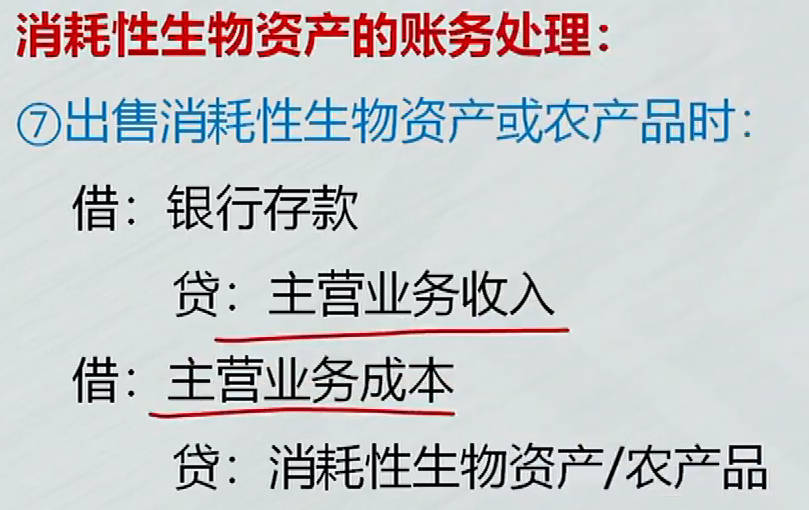 消耗性生物资产的账务处理：
⑦出售消耗性生物资产或农产品时：
借：银行存款
贷：主营业务收入
借：主营业务成本
贷：消耗性生物资产/农产品